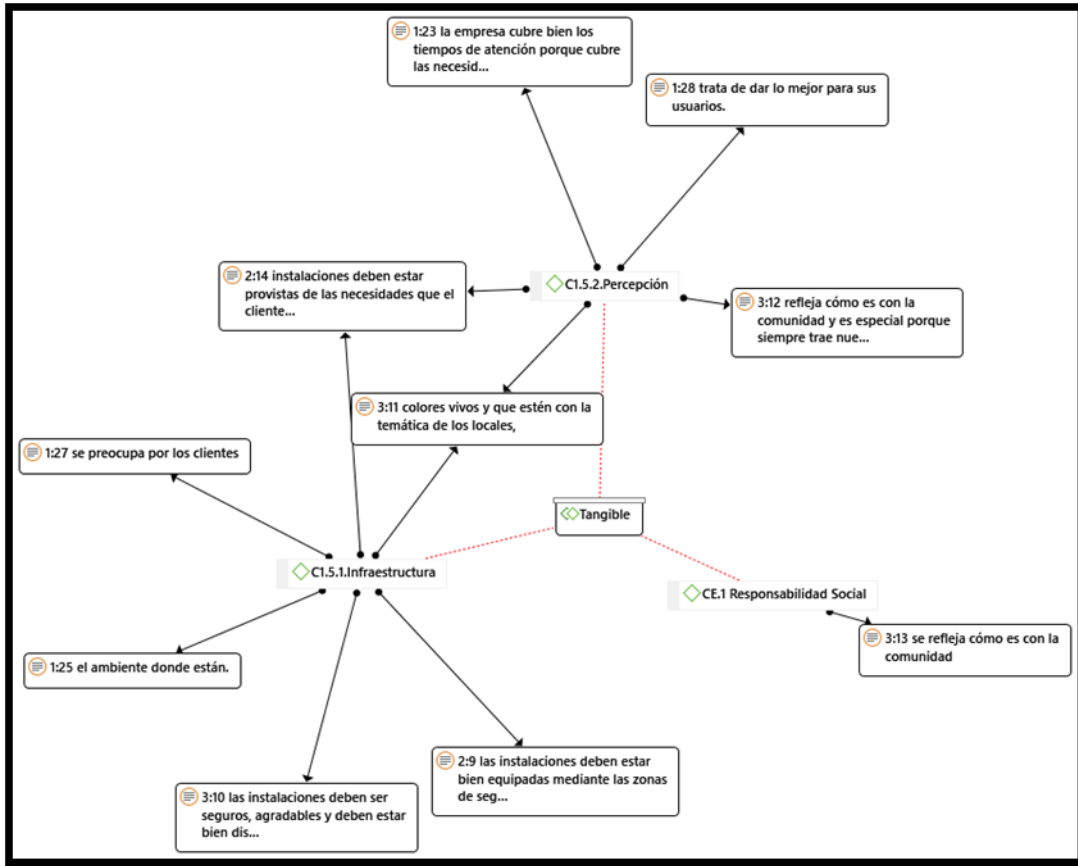 1:23 la empresa cubre bien los
tiempos de atención porque cubre
las necesid...
1:28 trata de dar lo mejor para sus
usuarios.
2:14 instalaciones deben estar
provistas de las necesidades que el
cliente...
C1.5.2.Percepción
3:12 refleja cómo es con la
comunidad y es especial porque
siempre trae nue...
3:11 colores vivos y que estén con la
temática de los locales,
1:27 se preocupa por los clientes
Tangible
C1.5.1.Infraestructura
CE.1 Responsabilidad Social
3:13 se refleja cómo es con la
comunidad
1:25 el ambiente donde están.
2:9 las instalaciones deben estar
bien equipadas mediante las zonas
de seg...
3:10 las instalaciones deben ser
seguros, agradables y deben estar
bien dis...